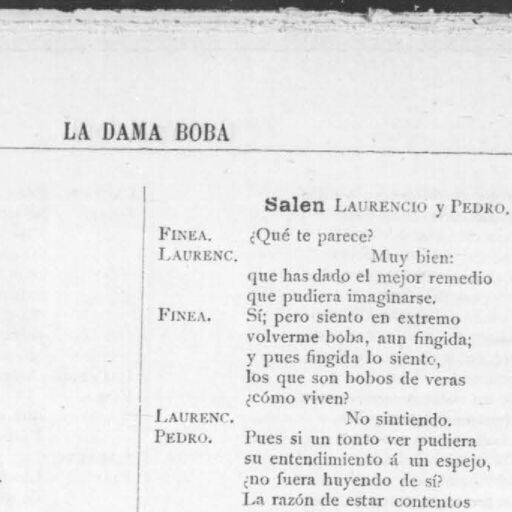 LA DAMA BOBA
Salen LAURENCIO y PEDRO.
FINEA. ¿Qué te parece?
LAURENC. Muy bien:
que has dado el mejor remedio
que pudiera imaginarse.
FINEA. Sí; pero siento en extremo
volverme boba, aun fingida;
y pues fingida lo siento,
los que son bobos de veras
¿cómo viven?
LAURENC. No sintiendo.
PEDRO. Pues si un tonto ver pudiera
su entendimiento á un espejo,
¿no fuera huyendo de sí?
La razón de estar contentos